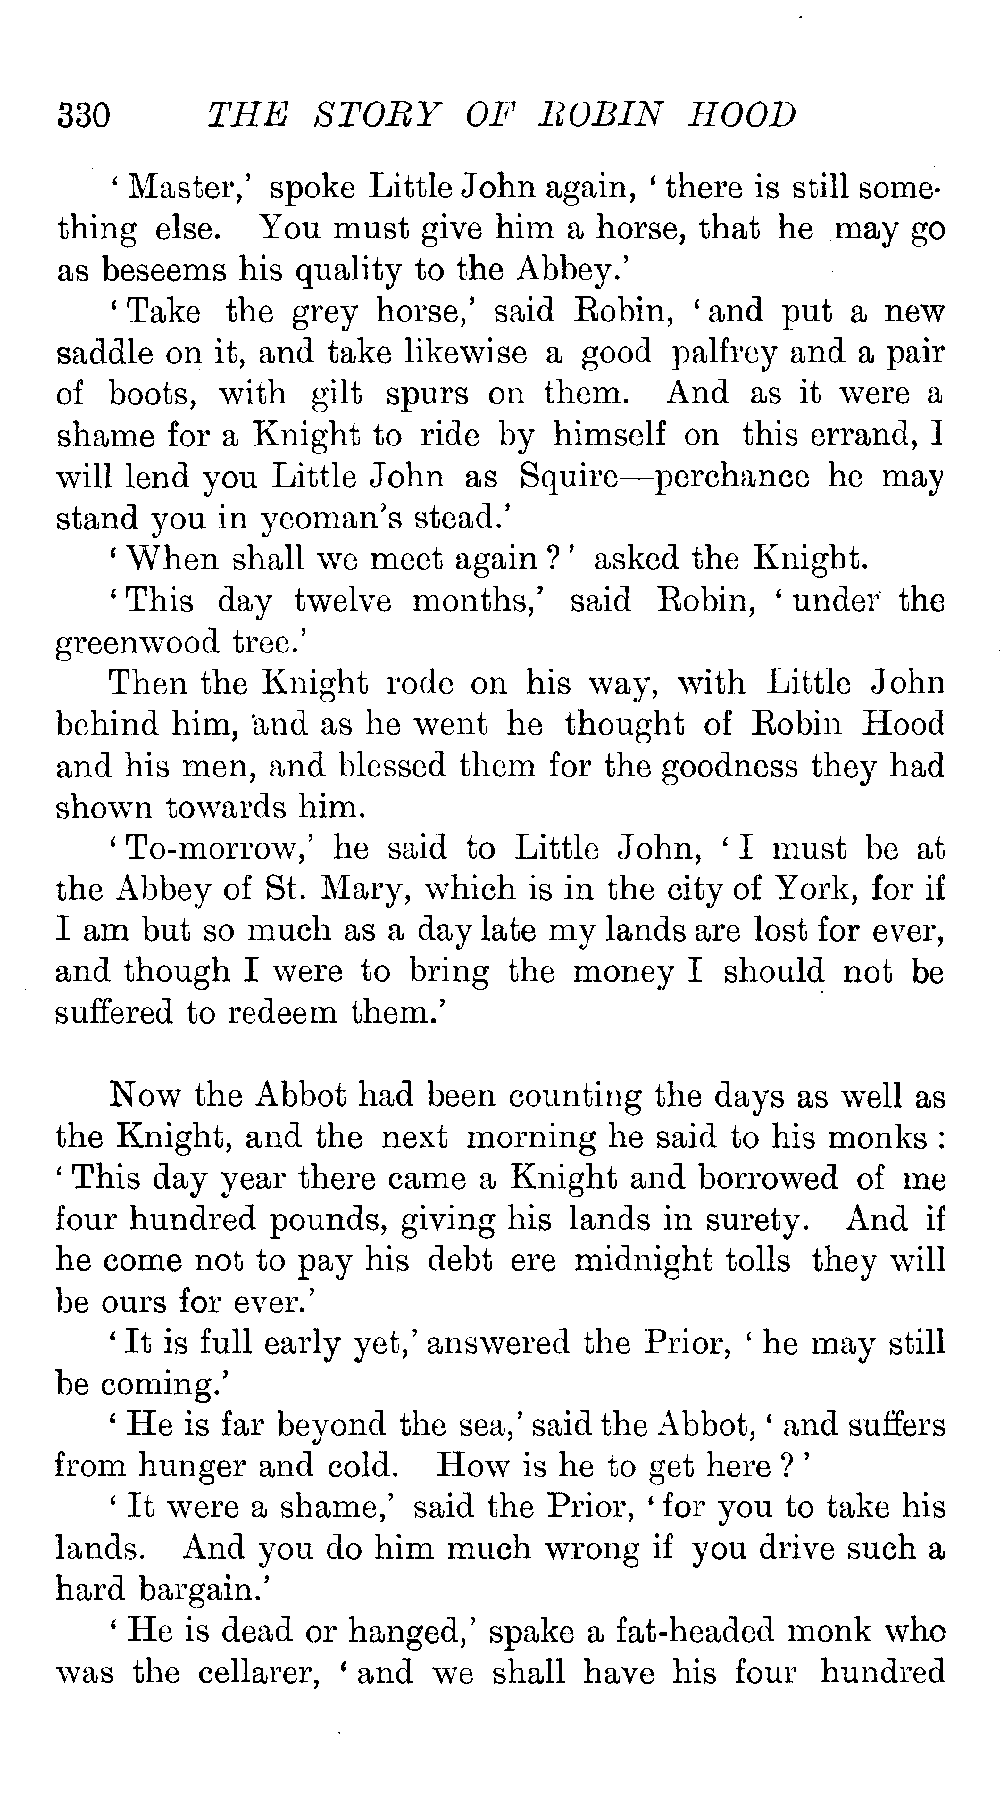 330 THE STORY OF ROBIN HOOD
‘Master,’ spoke Little John again, ‘there is still some-
thing else. You must give him a horse, that he may go
as beseems his quality to the Abbey.’
‘Take the grey horse,’ said Robin, ‘and put a new
saddle on it, and take likewise a good palfrey and a pair
of boots, with gilt spurs on them. And as it were a
shame for a Knight to ride by himself on this errand, I
will lend you Little John as Squire—perchance he may
stand you in yeoman’s stead.’
‘When shall we meet again?’ asked the Knight.
‘This day twelve months,’ said Robin, ‘under the
greenwood tree.’
Then the Knight rode on his way, with Little John
behind him, and as he went he thought of Robin Hood
and his men, and blessed them for the goodness they had
shown towards him.
‘To-morrow,’ he said to Little John, ‘I must be at
the Abbey of St. Mary, which is in the city of York, for if
I am but so much as a day late my lands are lost for ever,
and though I were to bring the money I should not be
suffered to redeem them.’
Now the Abbot had been counting the days as well as
the Knight, and the next morning he said to his monks :
‘This day year there came a Knight and borrowed of me
four hundred pounds, giving his lands in surety. And if
he come not to pay his debt ere midnight tolls they will
be ours for ever.’
‘It is full early yet,’ answered the Prior, ‘he may still
be coming.’
‘He is far beyond the sea,’ said the Abbot, ‘and suffers
from hunger and cold. How is he to get here?’
‘It were a shame,’ said the Prior, ‘for you to take his
lands. And you do him much wrong if you drive such a
hard bargain.’
‘He is dead or hanged,’ spake a fat-headed monk who
was the cellarer, ‘and we shall have his four hundred